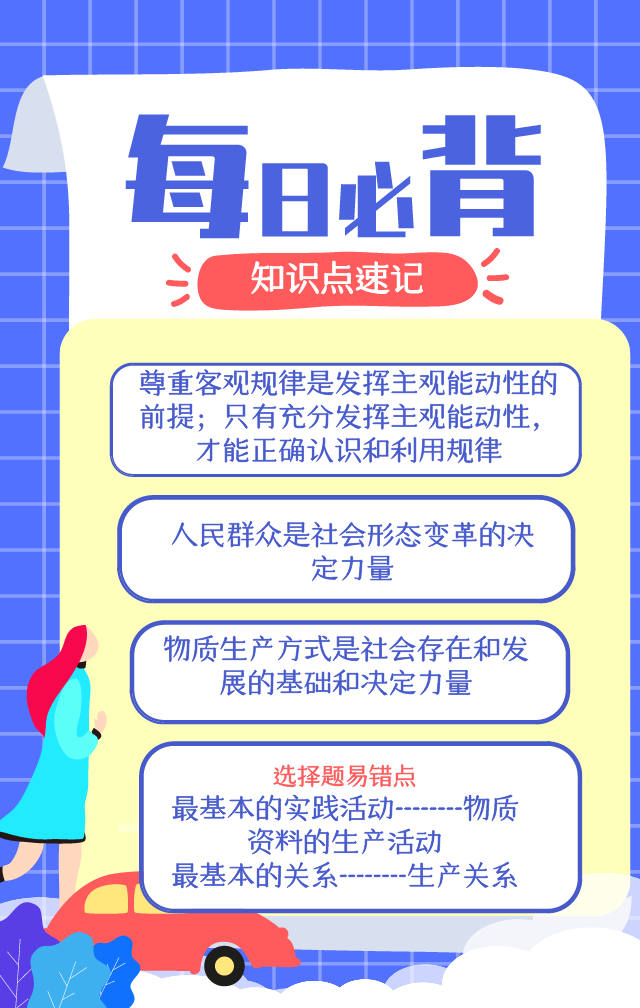 每日必背
知识点速记
尊重客观规律是发挥主观能动性的
前提；只有充分发挥主观能动性，
才能正确认识和利用规律
人民群众是社会形态变革的决
定力量
物质生产方式是社会存在和发
展的基础和决定力量
选择题易错点
最基本的实践活动--------物质
资料的生产活动
最基本的关系--------生产关系